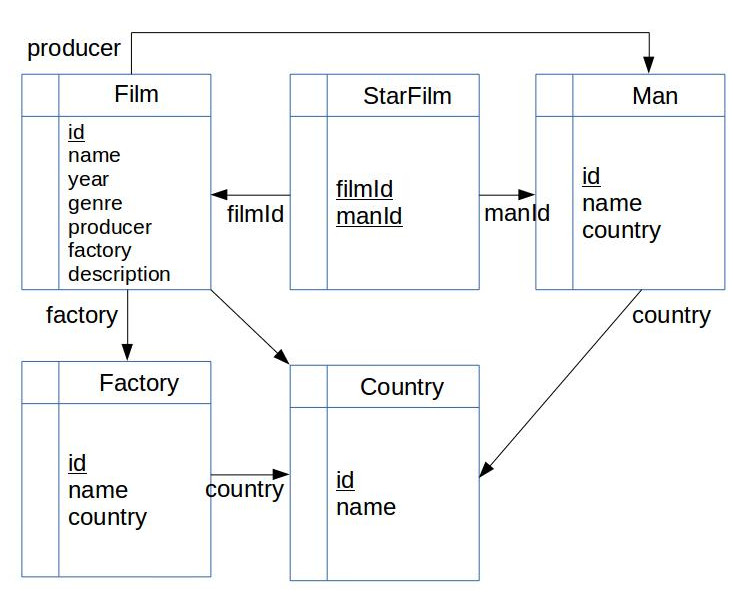 producer
Film
StarFilm
Man
id
name
year
genre
producer
factory
description
filmId
filmId
manId
manId
id
name
country
factory
country
Factory
Country
id
name
country
country
id
name